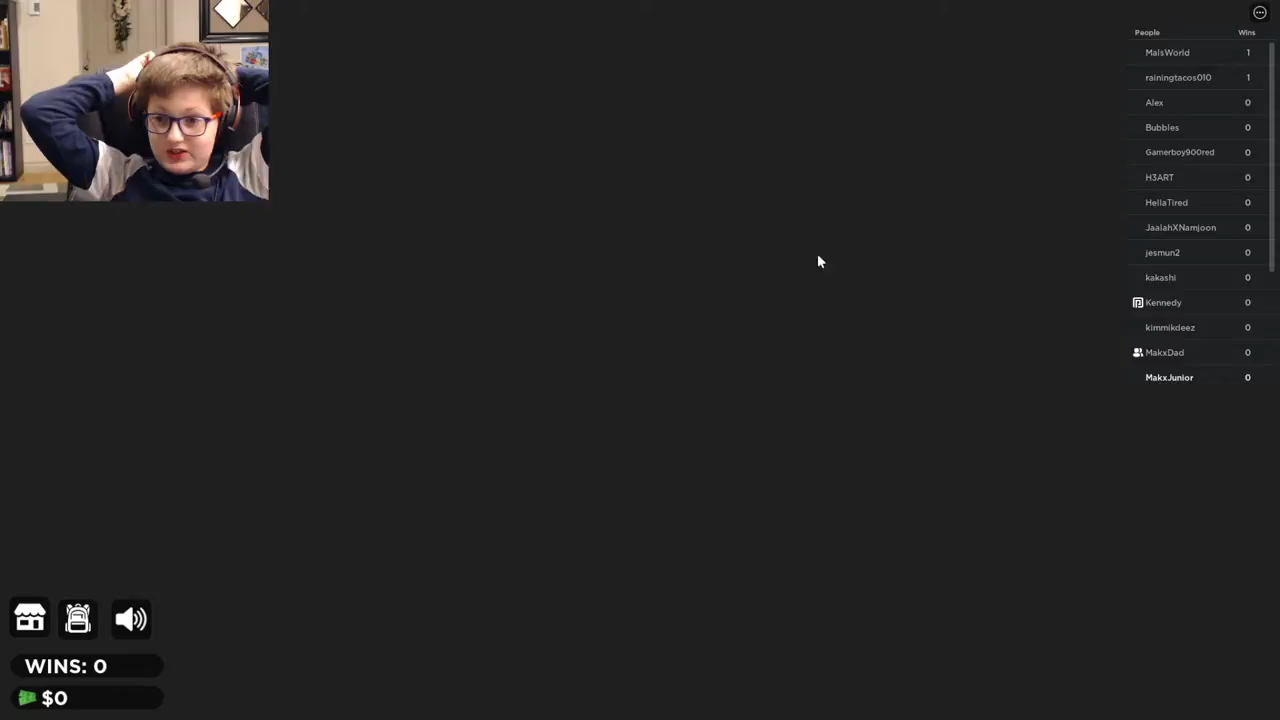 People Wins
MalsWorld 1
rainingtacos010 1
Alex 0
Bubbles 0
Gamerboy900red 0
H3ART 0
HellaTired 0
JaalahXNamjoon 0
jesmun2 0
kakashi 0
Kennedy 0
kimmikdeez 0
MakxDad 0
MakxJunior 0
WINS: 0
$0